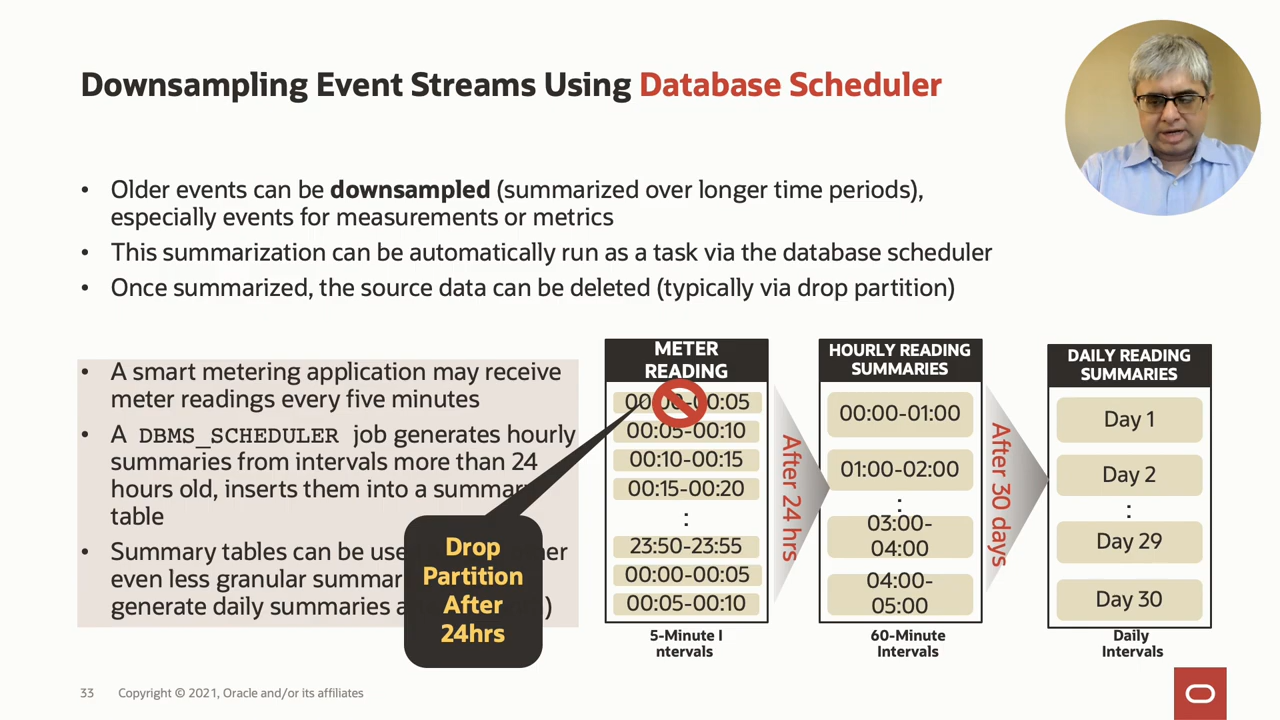 Downsampling Event Streams Using Database Scheduler
• Older events can be downsampled (summarized over longer time periods),
especially events for measurements or metrics
• This summarization can be automatically run as a task via the database scheduler
• Once summarized, the source data can be deleted (typically via drop partition)
• A smart metering application may receive
meter readings every five minutes
• A DBMS_SCHEDULER job generates hourly
summaries from intervals more than 24
hours old, inserts them into a summary
table
• Summary tables can be
even less granular
generate daily summaries
Drop
Partition
After
24hrs
METER
READING
00:00-00:05
00:05-00:10
00:10-00:15
00:15-00:20
:
23:50-23:55
00:00-00:05
00:05-00:10
5-Minute I
ntervals
After 24 hrs
HOURLY READING
SUMMARIES
00:00-01:00
01:00-02:00
:
03:00-
04:00
04:00-
05:00
60-Minute
Intervals
After 30 days
DAILY READING
SUMMARIES
Day 1
Day 2
:
Day 29
Day 30
Daily
Intervals
33 Copyright © 2021, Oracle and/or its affiliates